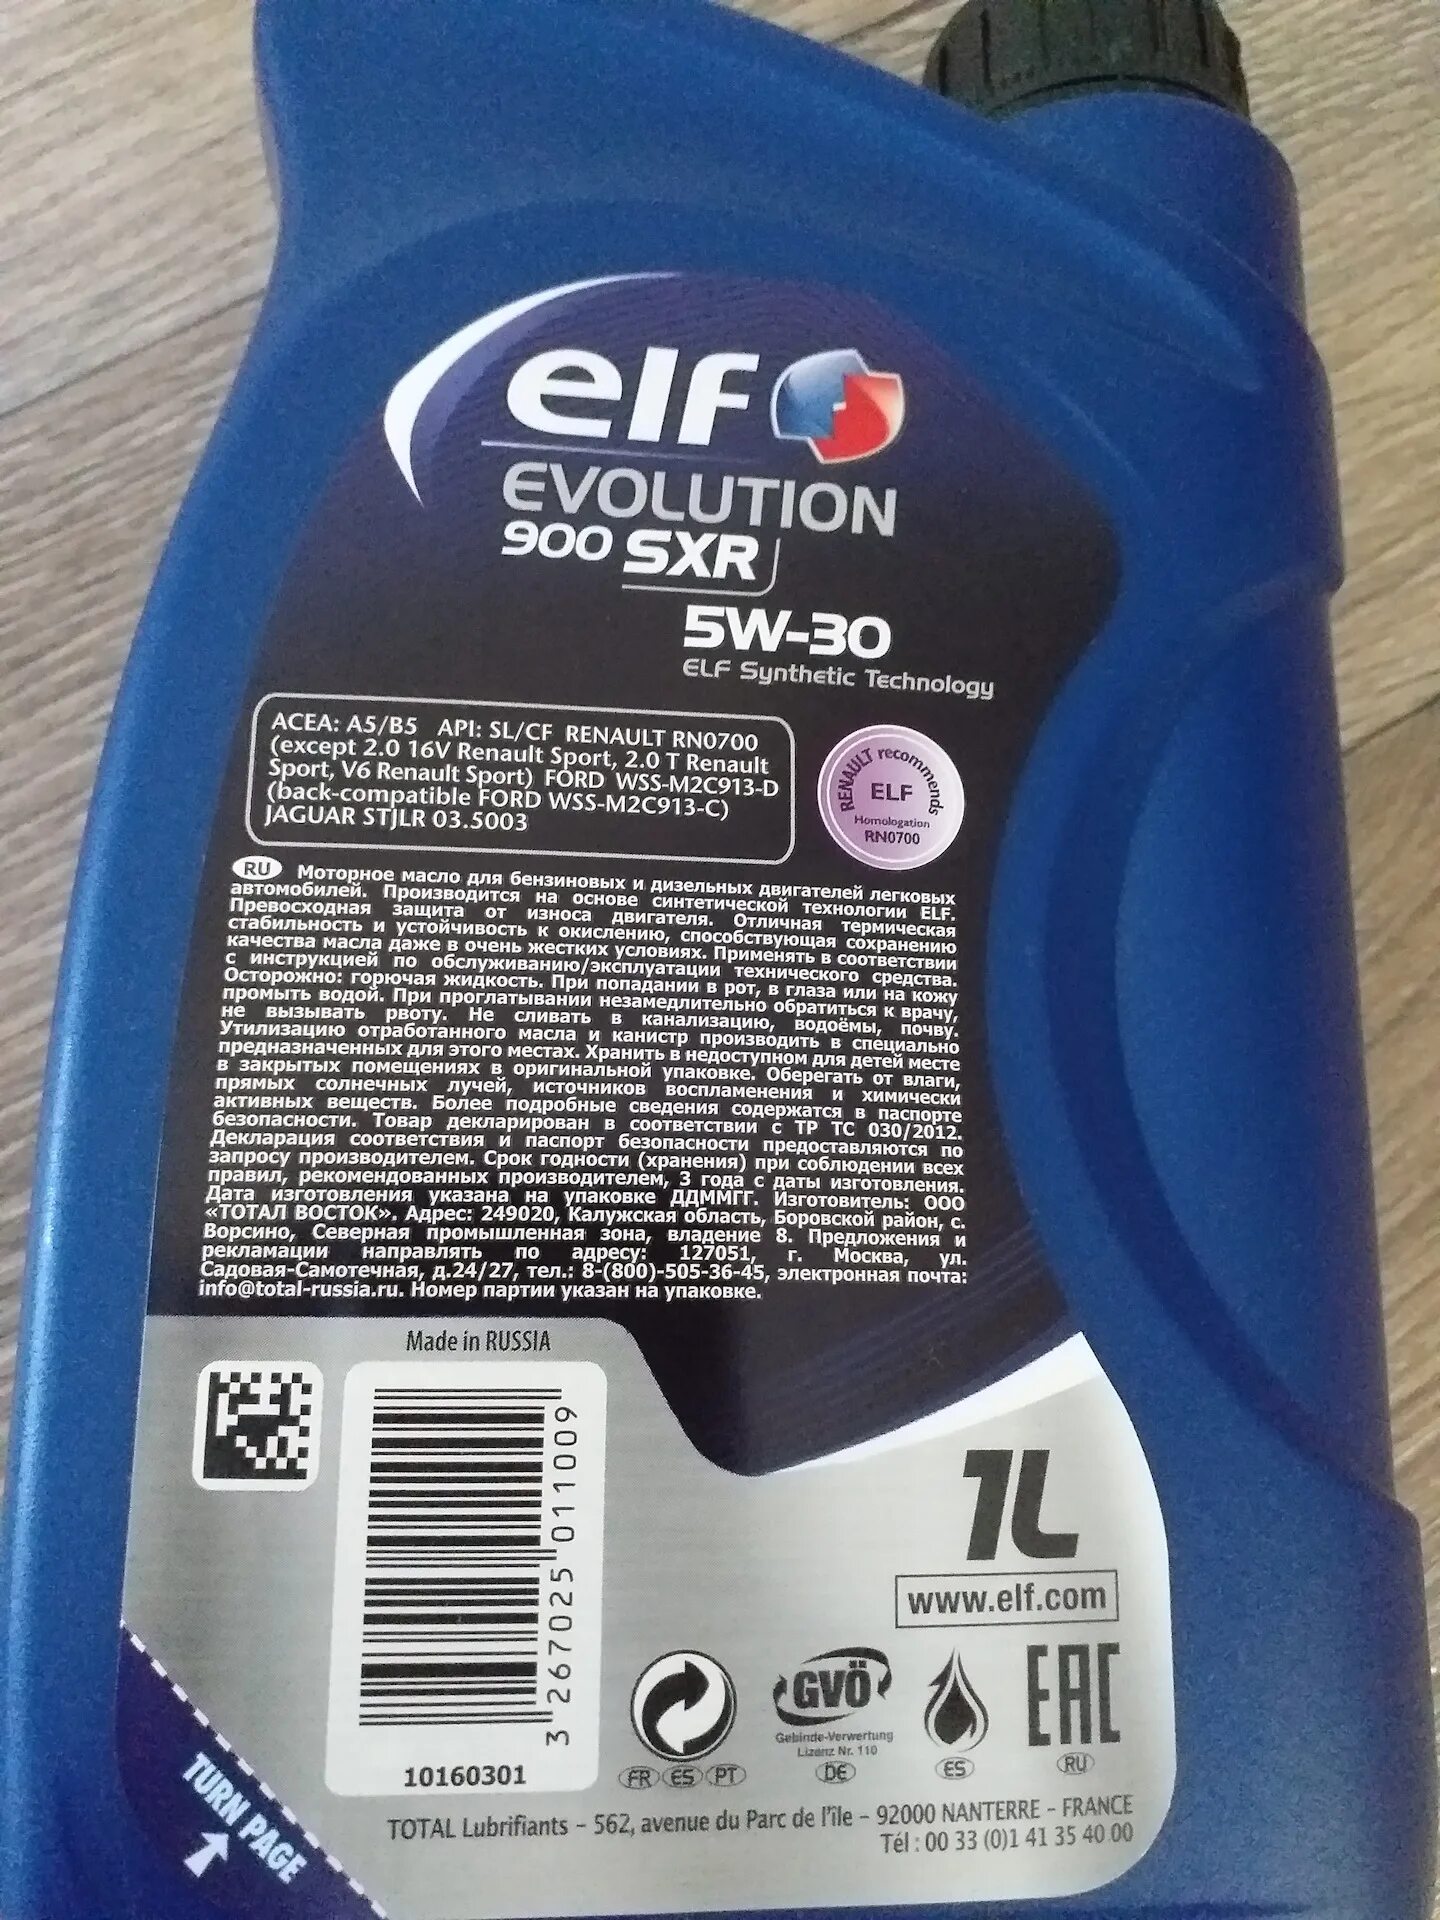 elf
EVOLUTION
900 SXR
5W-30
ELF Synthetic Technology
ACEA: A5/B5 API: SL/CF RENAULT RN0700
(except 2.0 16V Renault Sport, 2.0 T Renault
Sport, V6 Renault Sport) FORD WSS-M2C913-D
(back-compatible FORD WSS-M2C913-C)
JAGUAR STJLR 03.5003
RENAULT recommends
ELF
Homologation
RN0700
RU Моторное масло для бензиновых и дизельных двигателей легковых
автомобилей. Производится на основе синтетической технологии ELF.
Превосходная защита от износа двигателя. Отличная термическая
стабильность и устойчивость к окислению, способствующая сохранению
качества масла даже в очень жестких условиях. Применять в соответствии
с инструкцией по обслуживанию/эксплуатации технического средства.
Осторожно: горючая жидкость. При попадании в рот, в глаза или на кожу
промыть водой. При проглатывании незамедлительно обратиться к врачу,
не вызывать рвоту. Не сливать в канализацию, водоёмы, почву.
Утилизацию отработанного масла и канистр производить в специально
предназначенных для этого местах. Хранить в недоступном для детей месте
в закрытых помещениях в оригинальной упаковке. Оберегать от влаги,
прямых солнечных лучей, источников воспламенения и химически
активных веществ. Более подробные сведения содержатся в паспорте
безопасности. Товар декларирован в соответствии с ТР ТС 030/2012.
Декларация соответствия и паспорт безопасности предоставляются по
запросу производителем. Срок годности (хранения) при соблюдении всех
правил, рекомендованных производителем, 3 года с даты изготовления.
Дата изготовления указана на упаковке ДДММГГ. Изготовитель: ООО
«ТОТАЛ ВОСТОК». Адрес: 249020, Калужская область, Боровской район, с.
Ворсино, Северная промышленная зона, владение 8. Предложения и
рекламации направлять по адресу: 127051, г. Москва, ул.
Садовая-Самотечная, д.24/27, тел.: 8-(800)-505-36-45, электронная почта:
info@total-russia.ru. Номер партии указан на упаковке.
Made in RUSSIA
3 267025 011009
10160301
1L
www.elf.com
GVÖ
Gebinde-Verwertung
Lizenz Nr. 110
EAC
FR ES PT DE ES RU
TURN PAGE
TOTAL Lubrifiants – 562, avenue du Parc de l'île – 92000 NANTERRE – FRANCE
Tél : 00 33 (0)1 41 35 40 00